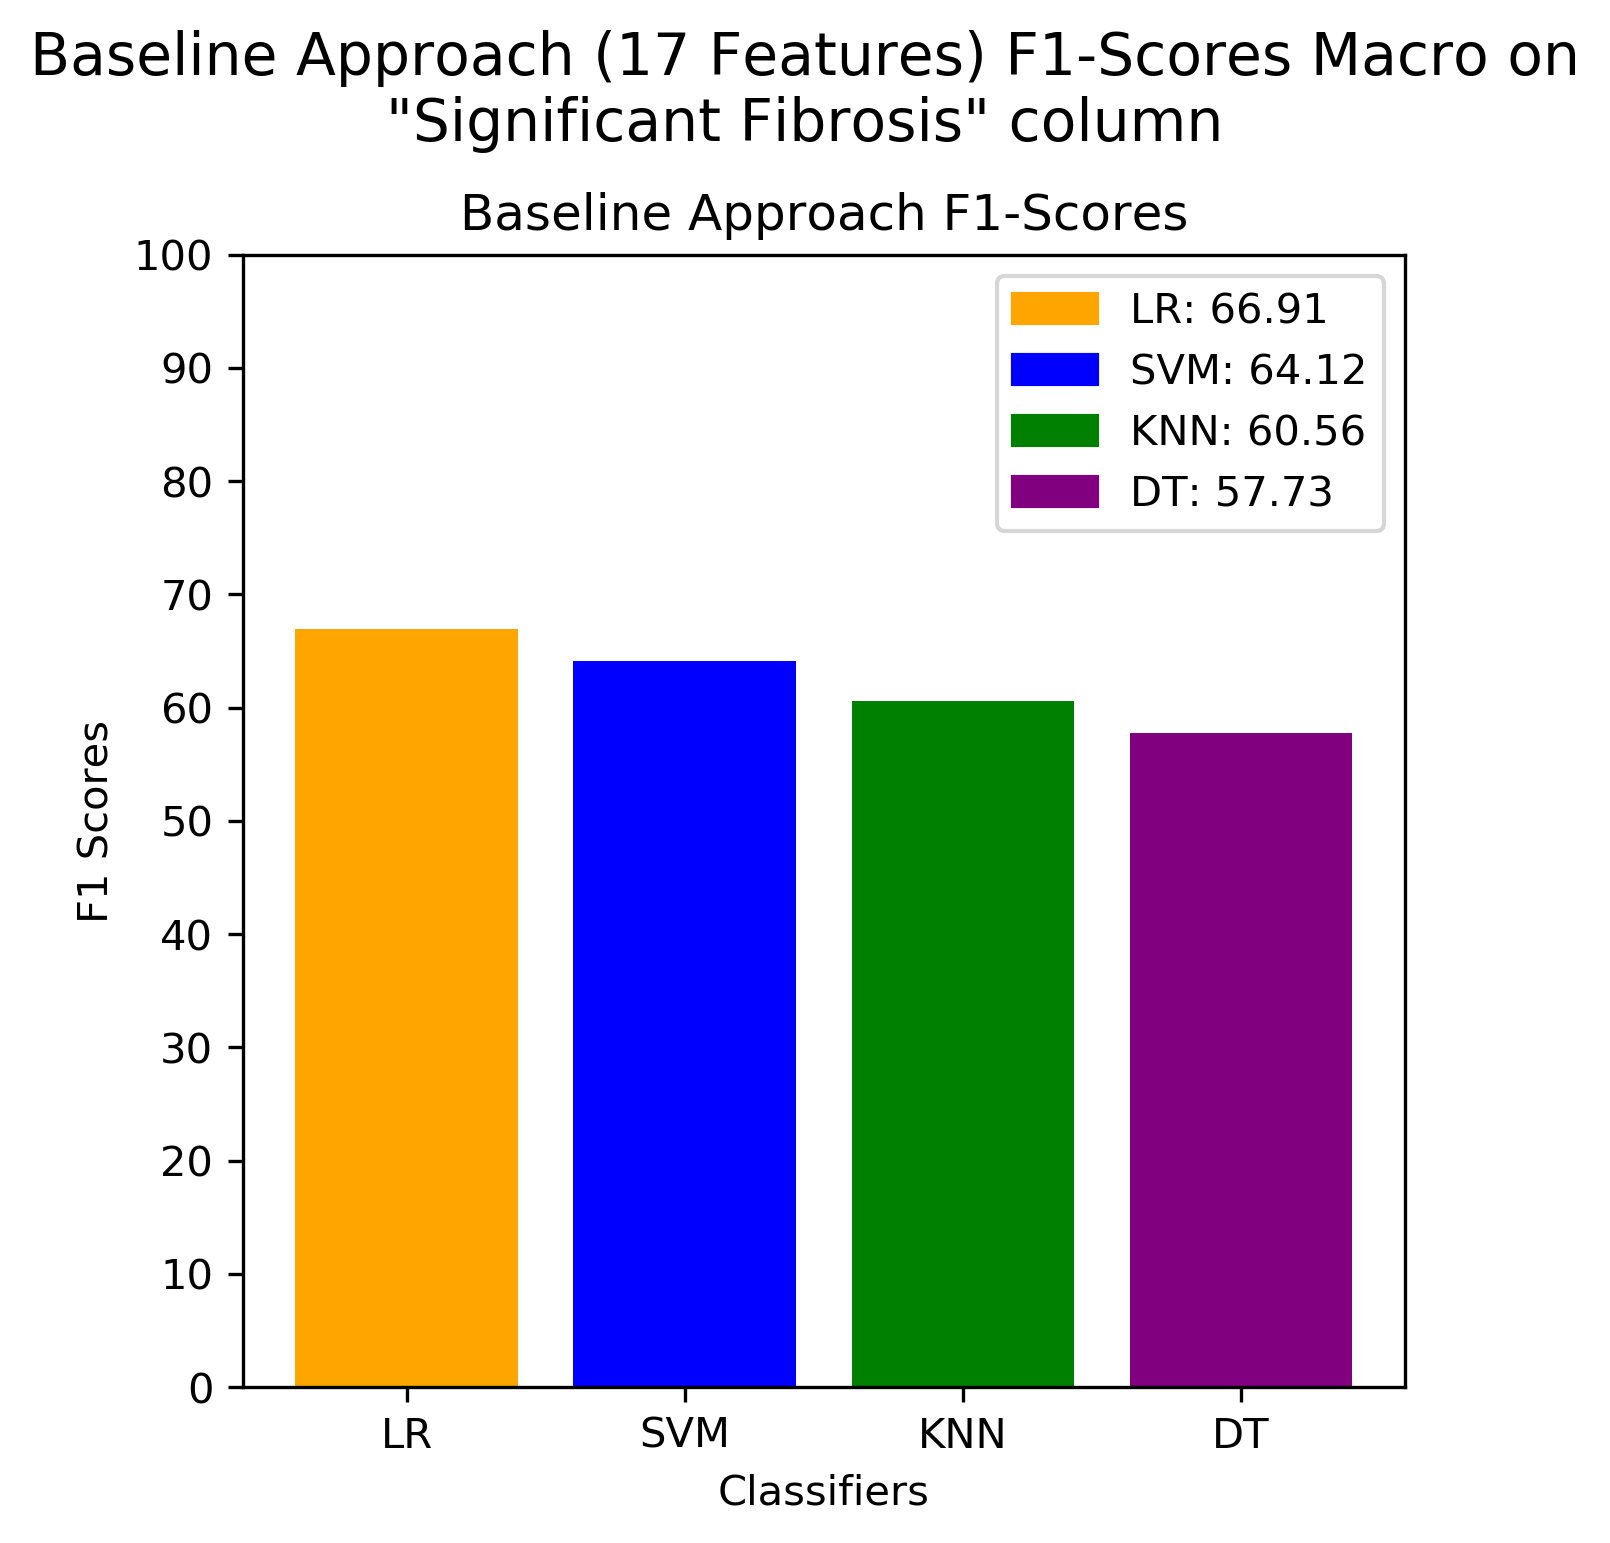 Baseline Approach (17 Features) F1-Scores Macro on
"Significant Fibrosis" column
Baseline Approach F1-Scores
100
90
80
70
60
50
40
30
20
10
0
F1 Scores
LR: 66.91
SVM: 64.12
KNN: 60.56
DT: 57.73
LR
SVM
KNN
DT
Classifiers